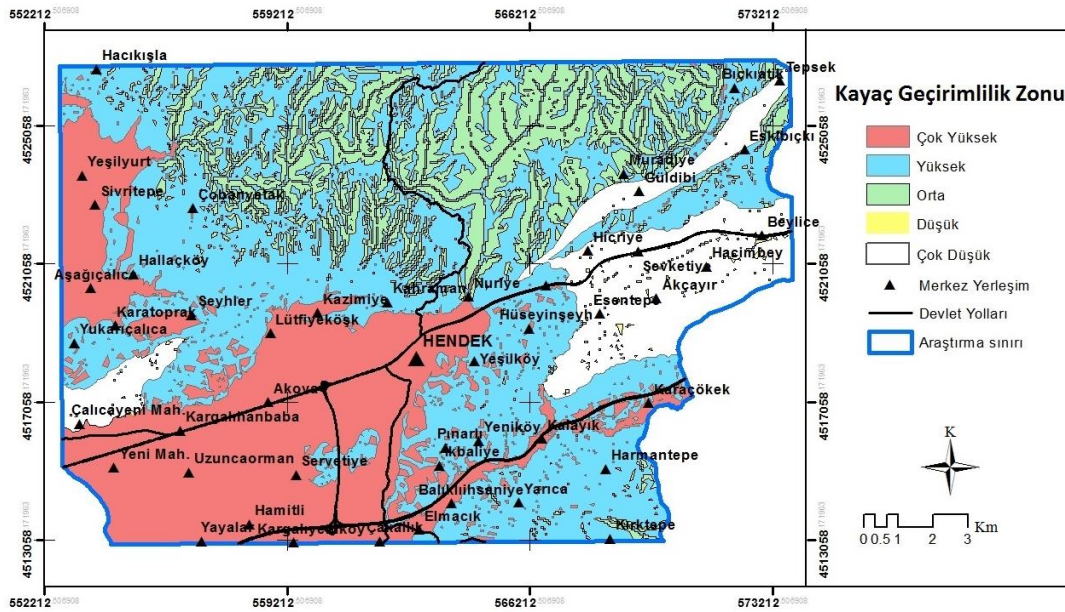 552212
559212
566212
573212
Hacıkışla
Tepsek
Bıçkıatik
Kayaç Geçirimlilik Zonu
4525058
4525058
Çok Yüksek
Eskibıçkı
Yüksek
Yeşilyurt
Muradiye
Orta
Güldibi
Sivritepe
Çobanyatak
Düşük
Beylice
Çok Düşük
Hicriye
4521058
4521058
Hallaçköy
Şevketiy
Hacimbey
Merkez Yerleşim
Aşağıçalıca
Kahraman
Nuriye
Akçayır
Kazimiye
Esentepe
Devlet Yolları
Karatoprak
Şeyhler
Lütfiyeköşk
Hüseyinşeyh
Yukarıçalıca
Araştırma sınırı
HENDEK
Yeşilköy
Akova
Karaçökek
4517058
4517058
Çalıcayeni Mah.
Kargalıhanbaba
Yeniköy
Kalayık
Pınarlı
K
İkbaliye
Yeni Mah.
Uzuncaorman
Servetiye
Harmantepe
Balıklıihsaniye
Yarıca
Hamitli
Elmacık
Yayalar
Kargalıyeniköy
Çakallık
Kırktepe
0 0.5 1 2 3
Km
4513058
4513058
552212
559212
566212
573212